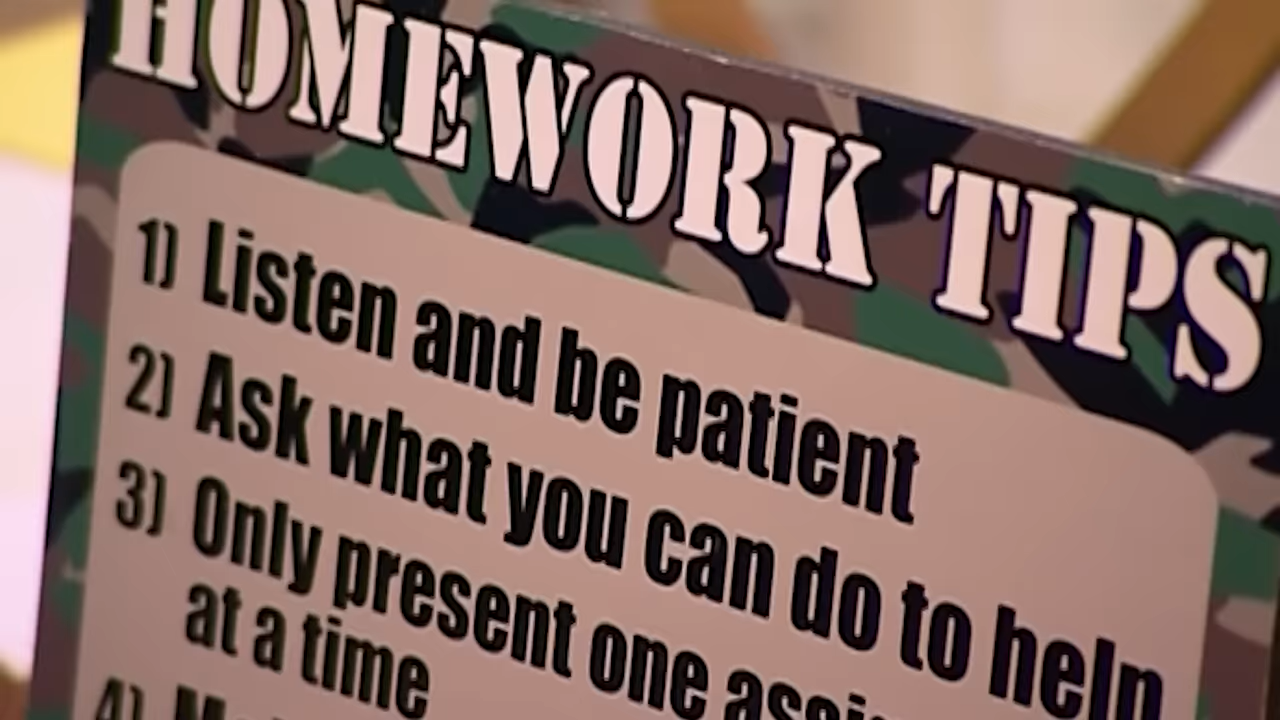 HOMEWORK TIPS
1) Listen and be patient
2) Ask what you can do to help
3) Only present one
at a time
4)